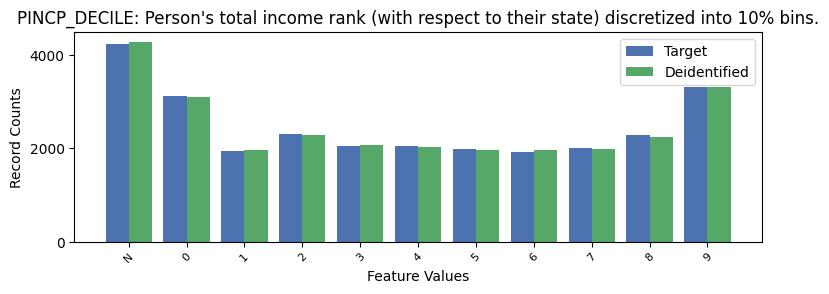 PINCP_DECILE: Person's total income rank (with respect to their state) discretized into 10% bins.
Target
Deidentified
4000
2000
0
Record Counts
N 0 1 2 3 4 5 6 7 8 9
Feature Values